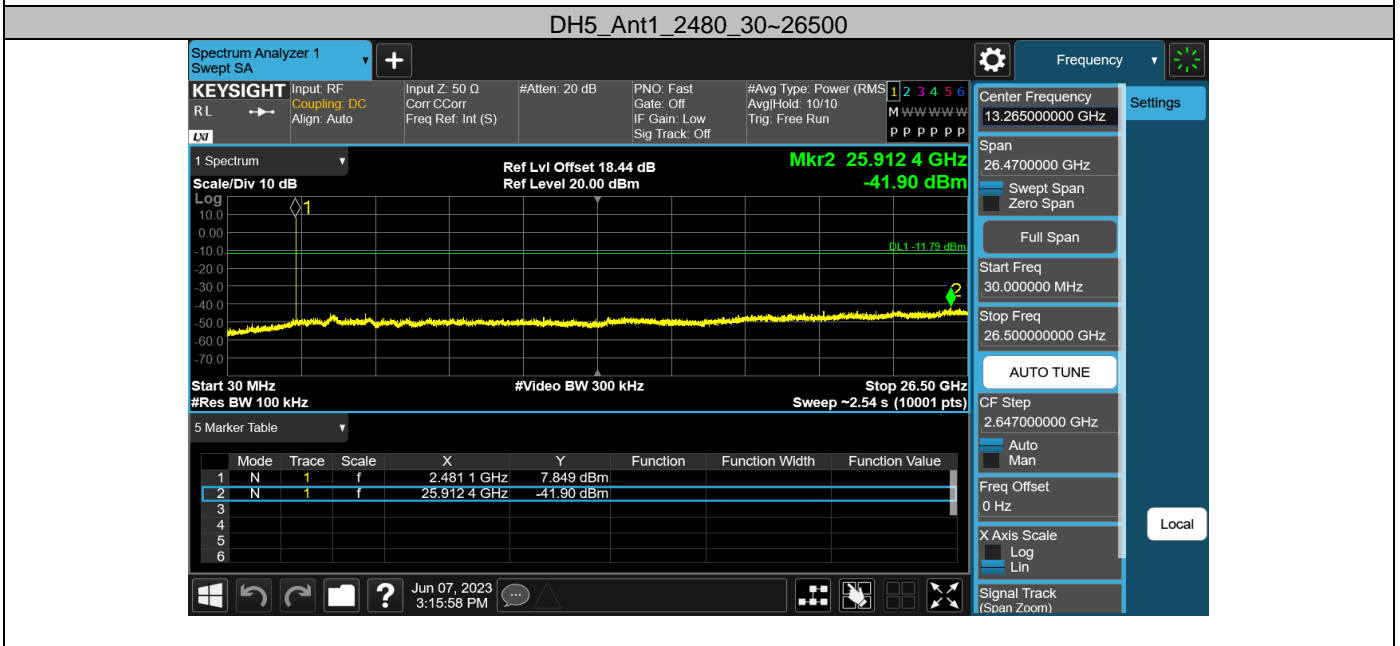 DH5_Ant1_2480_30~26500
Spectrum Analyzer 1
Swept SA
+
Frequency
KEYSIGHT
RL
LXI
Input: RF
Coupling: DC
Align: Auto
Input Z: 50 Ω
Corr CCorr
Freq Ref: Int (S)
#Atten: 20 dB
PNO: Fast
Gate: Off
IF Gain: Low
Sig Track: Off
#Avg Type: Power (RMS
Avg|Hold: 10/10
Trig: Free Run
1 2 3 4 5 6
M W W W W W
P P P P P P
1 Spectrum
Scale/Div 10 dB
Ref Lvl Offset 18.44 dB
Ref Level 20.00 dBm
Mkr2 25.912 4 GHz
-41.90 dBm
Log
10.0
0.00
-10.0
-20.0
-30.0
-40.0
-50.0
-60.0
-70.0
1
DL1 -11.79 dBm
2
Start 30 MHz
#Res BW 100 kHz
#Video BW 300 kHz
Stop 26.50 GHz
Sweep ~2.54 s (10001 pts)
5 Marker Table
Mode Trace Scale X Y Function Function Width Function Value
1 N 1 f 2.481 1 GHz 7.849 dBm
2 N 1 f 25.912 4 GHz -41.90 dBm
3
4
5
6
?
Jun 07, 2023
3:15:58 PM
Center Frequency
13.265000000 GHz
Span
26.4700000 GHz
Swept Span
Zero Span
Full Span
Start Freq
30.000000 MHz
Stop Freq
26.500000000 GHz
AUTO TUNE
CF Step
2.647000000 GHz
Auto
Man
Freq Offset
0 Hz
X Axis Scale
Log
Lin
Signal Track
(Span Zoom)
Settings
Local